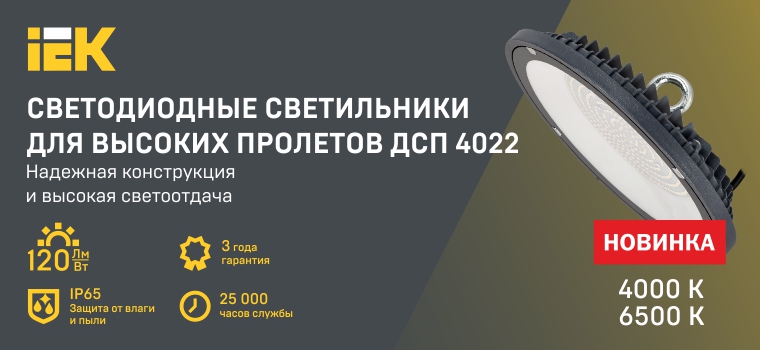 IEK
СВЕТОДИОДНЫЕ СВЕТИЛЬНИКИ
ДЛЯ ВЫСОКИХ ПРОЛЕТОВ ДСП 4022
Надежная конструкция
и высокая светоотдача
120 Лм/Вт
3 года
гарантия
IP65
Защита от влаги
и пыли
25 000
часов службы
НОВИНКА
4000 К
6500 К